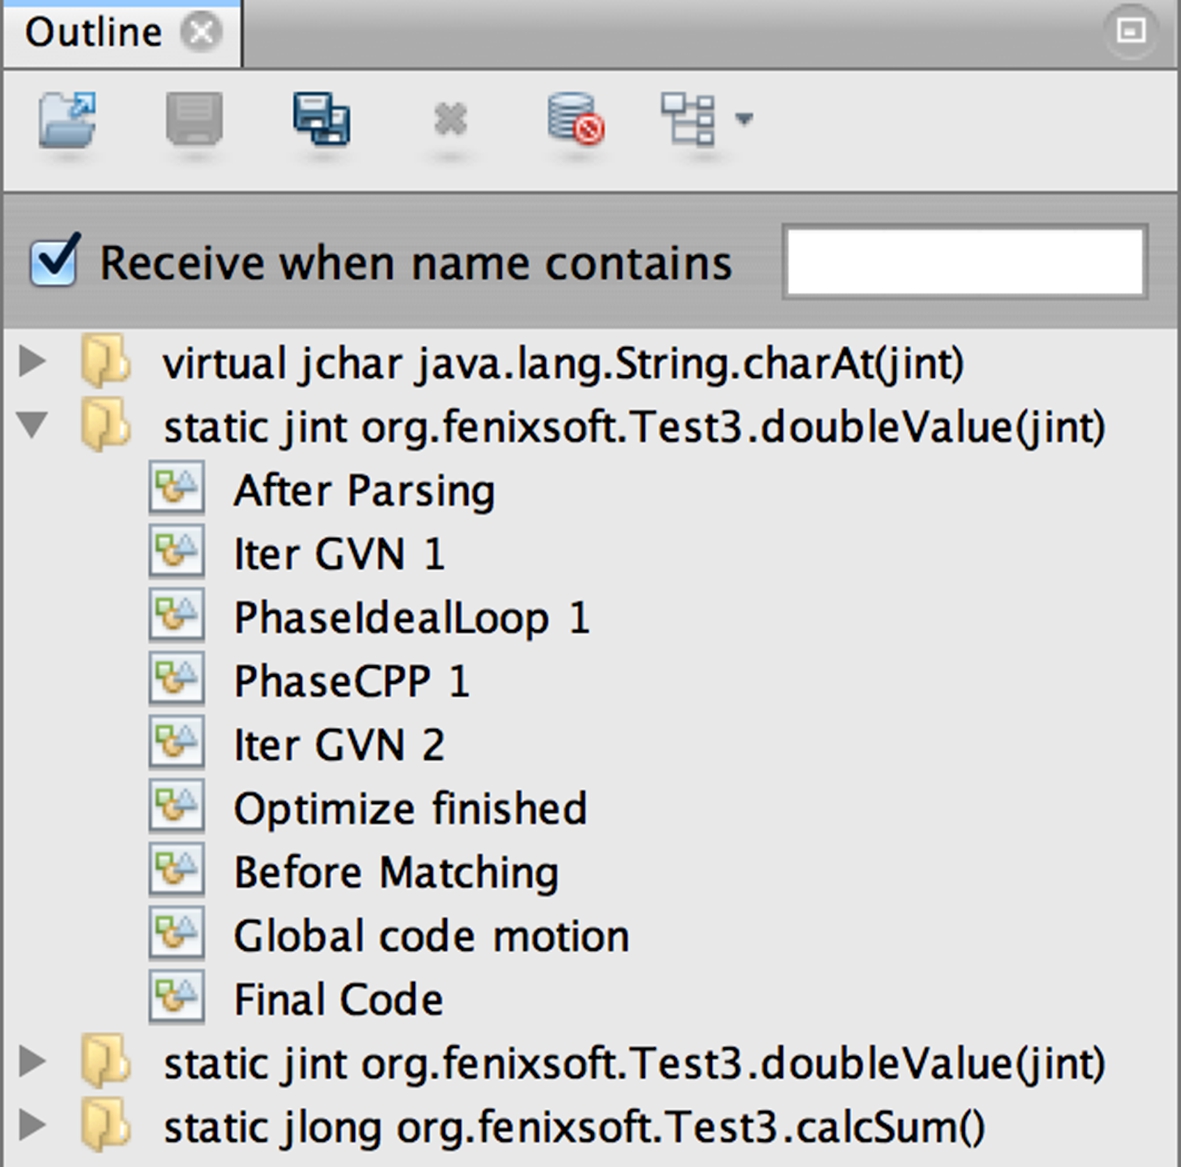 Outline
Receive when name contains
virtual jchar java.lang.String.charAt(jint)
static jint org.fenixsoft.Test3.doubleValue(jint)
After Parsing
Iter GVN 1
PhaseIdealLoop 1
PhaseCPP 1
Iter GVN 2
Optimize finished
Before Matching
Global code motion
Final Code
static jint org.fenixsoft.Test3.doubleValue(jint)
static jlong org.fenixsoft.Test3.calcSum()